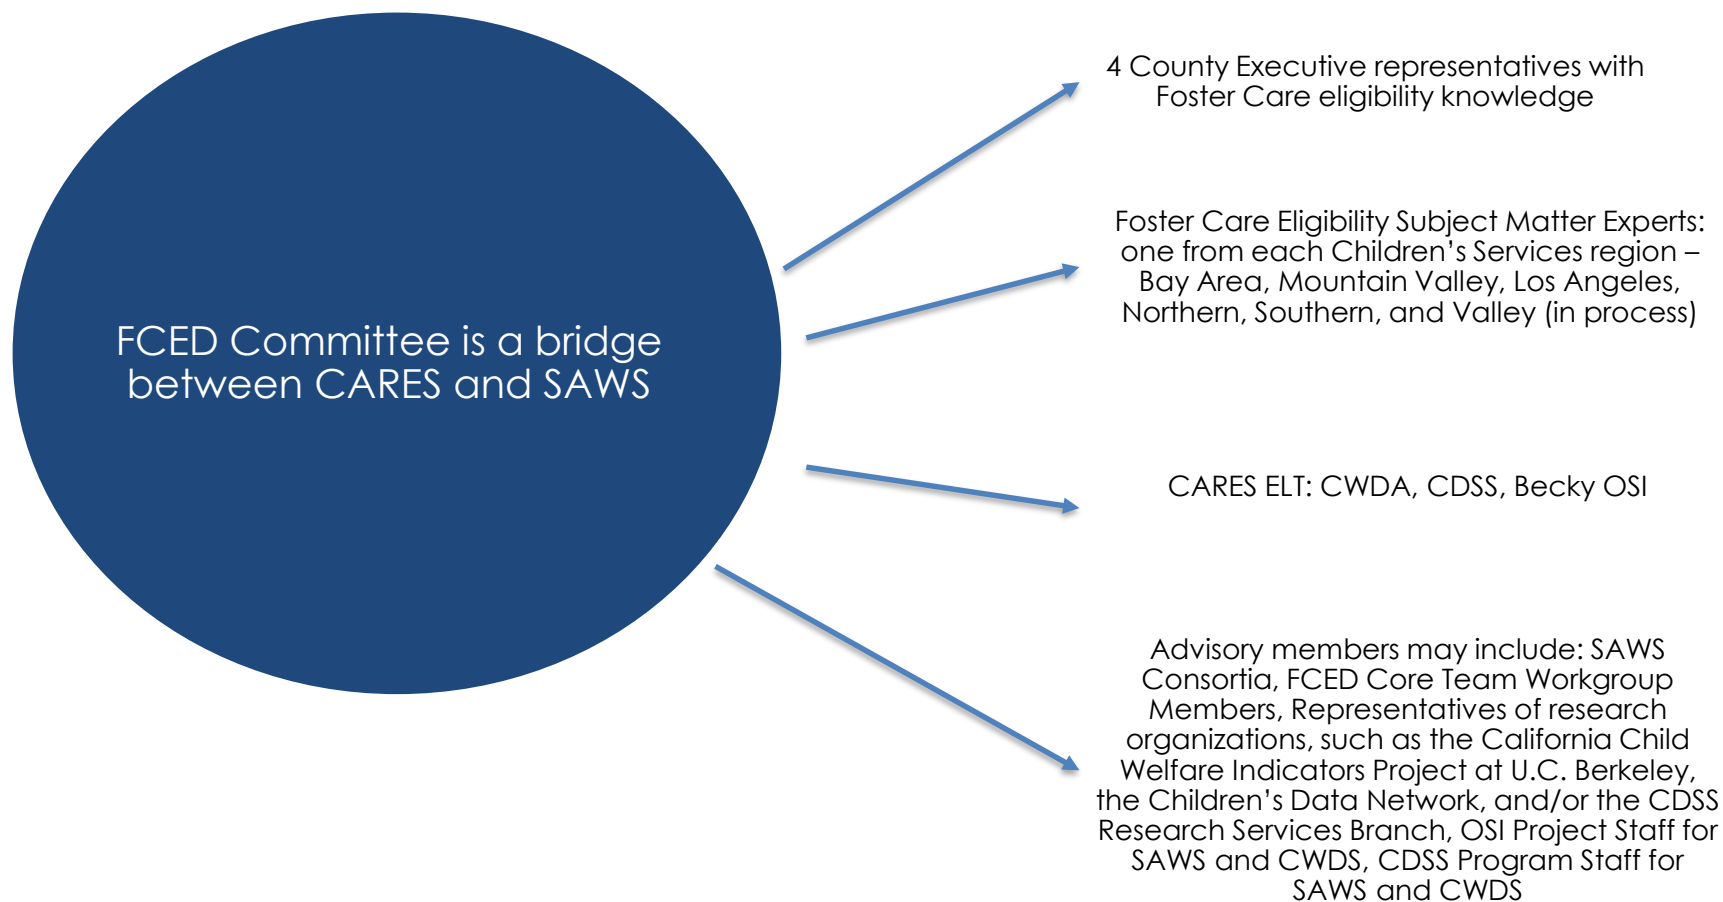 FCED Committee is a bridge
between CARES and SAWS
4 County Executive representatives with
Foster Care eligibility knowledge
Foster Care Eligibility Subject Matter Experts:
one from each Children’s Services region –
Bay Area, Mountain Valley, Los Angeles,
Northern, Southern, and Valley (in process)
CARES ELT: CWDA, CDSS, Becky OSI
Advisory members may include: SAWS
Consortia, FCED Core Team Workgroup
Members, Representatives of research
organizations, such as the California Child
Welfare Indicators Project at U.C. Berkeley,
the Children’s Data Network, and/or the CDSS
Research Services Branch, OSI Project Staff for
SAWS and CWDS, CDSS Program Staff for
SAWS and CWDS